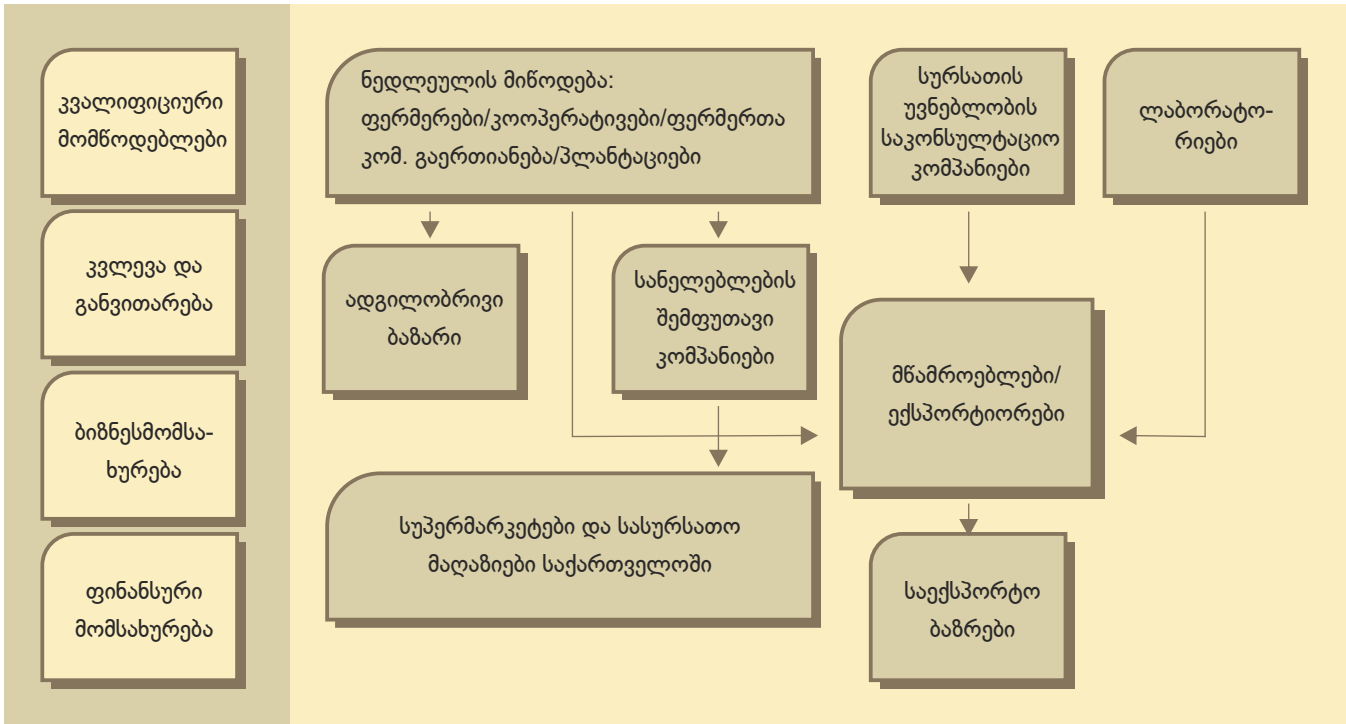 კვალიფიციური
მომწოდებლები
კვლევა და
განვითარება
ბიზნესმომსა-
ხურება
ფინანსური
მომსახურება
ნედლეულის მიწოდება:
ფერმერები/კოოპერატივები/ფერმერთა
კომ. გაერთიანება/პლანტაციები
სურსათის
უვნებლობის
საკონსულტაციო
კომპანიები
ლაბორატო-
რიები
ადგილობრივი
ბაზარი
სანელებლების
შემფუთავი
კომპანიები
მწამროებლები/
ექსპორტიორები
სუპერმარკეტები და სასურსათო
მაღაზიები საქართველოში
საექსპორტო
ბაზრები